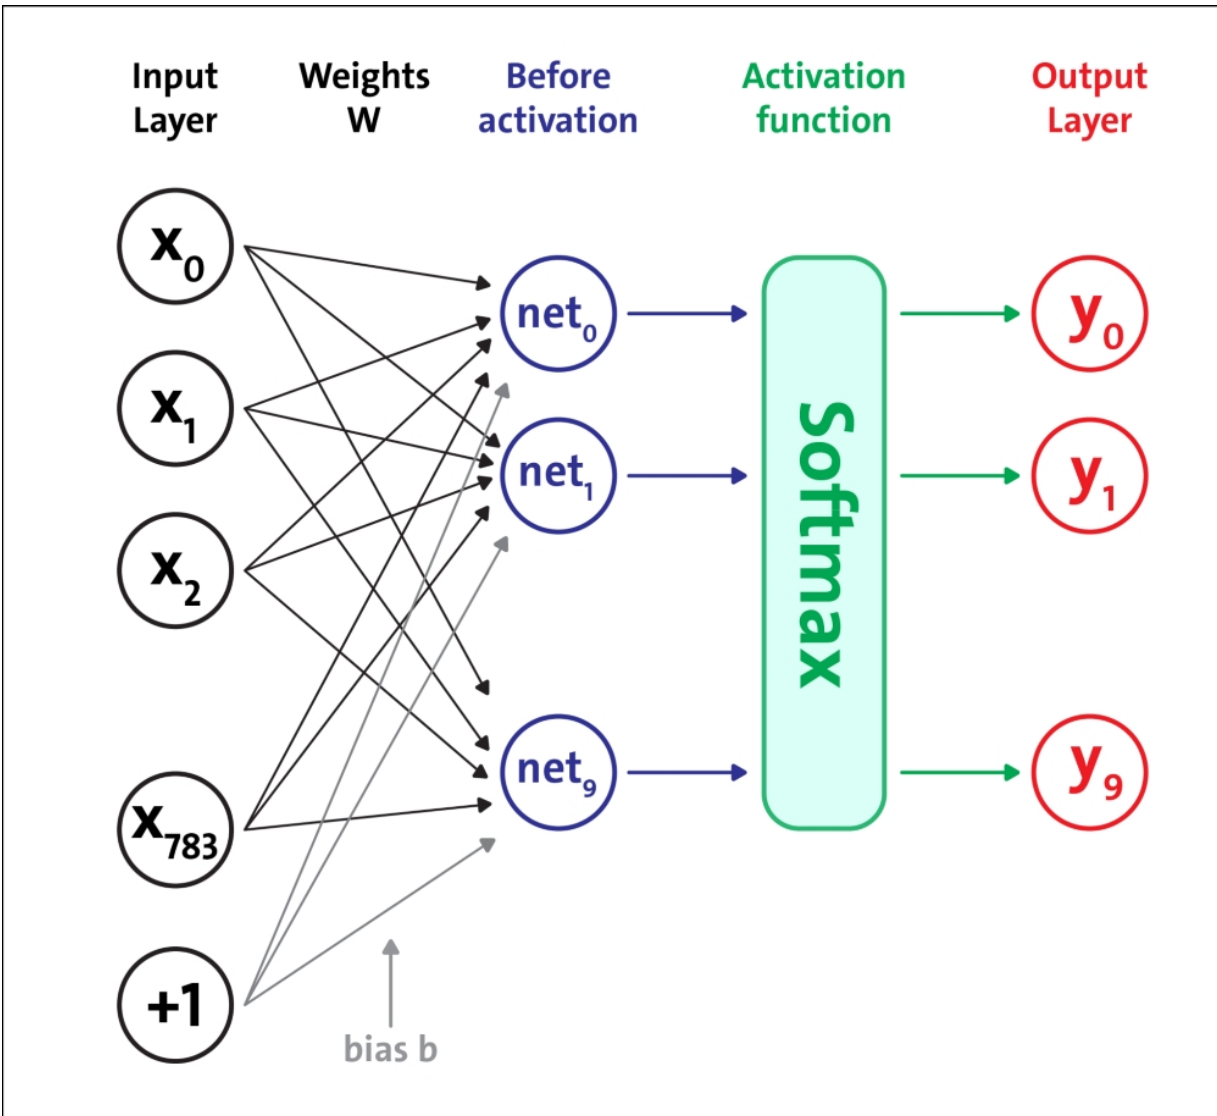 Input
Layer
Weights
W
Before
activation
Activation
function
Output
Layer
x0
x1
x2
x783
+1
net0
net1
net9
Softmax
y0
y1
y9
bias b